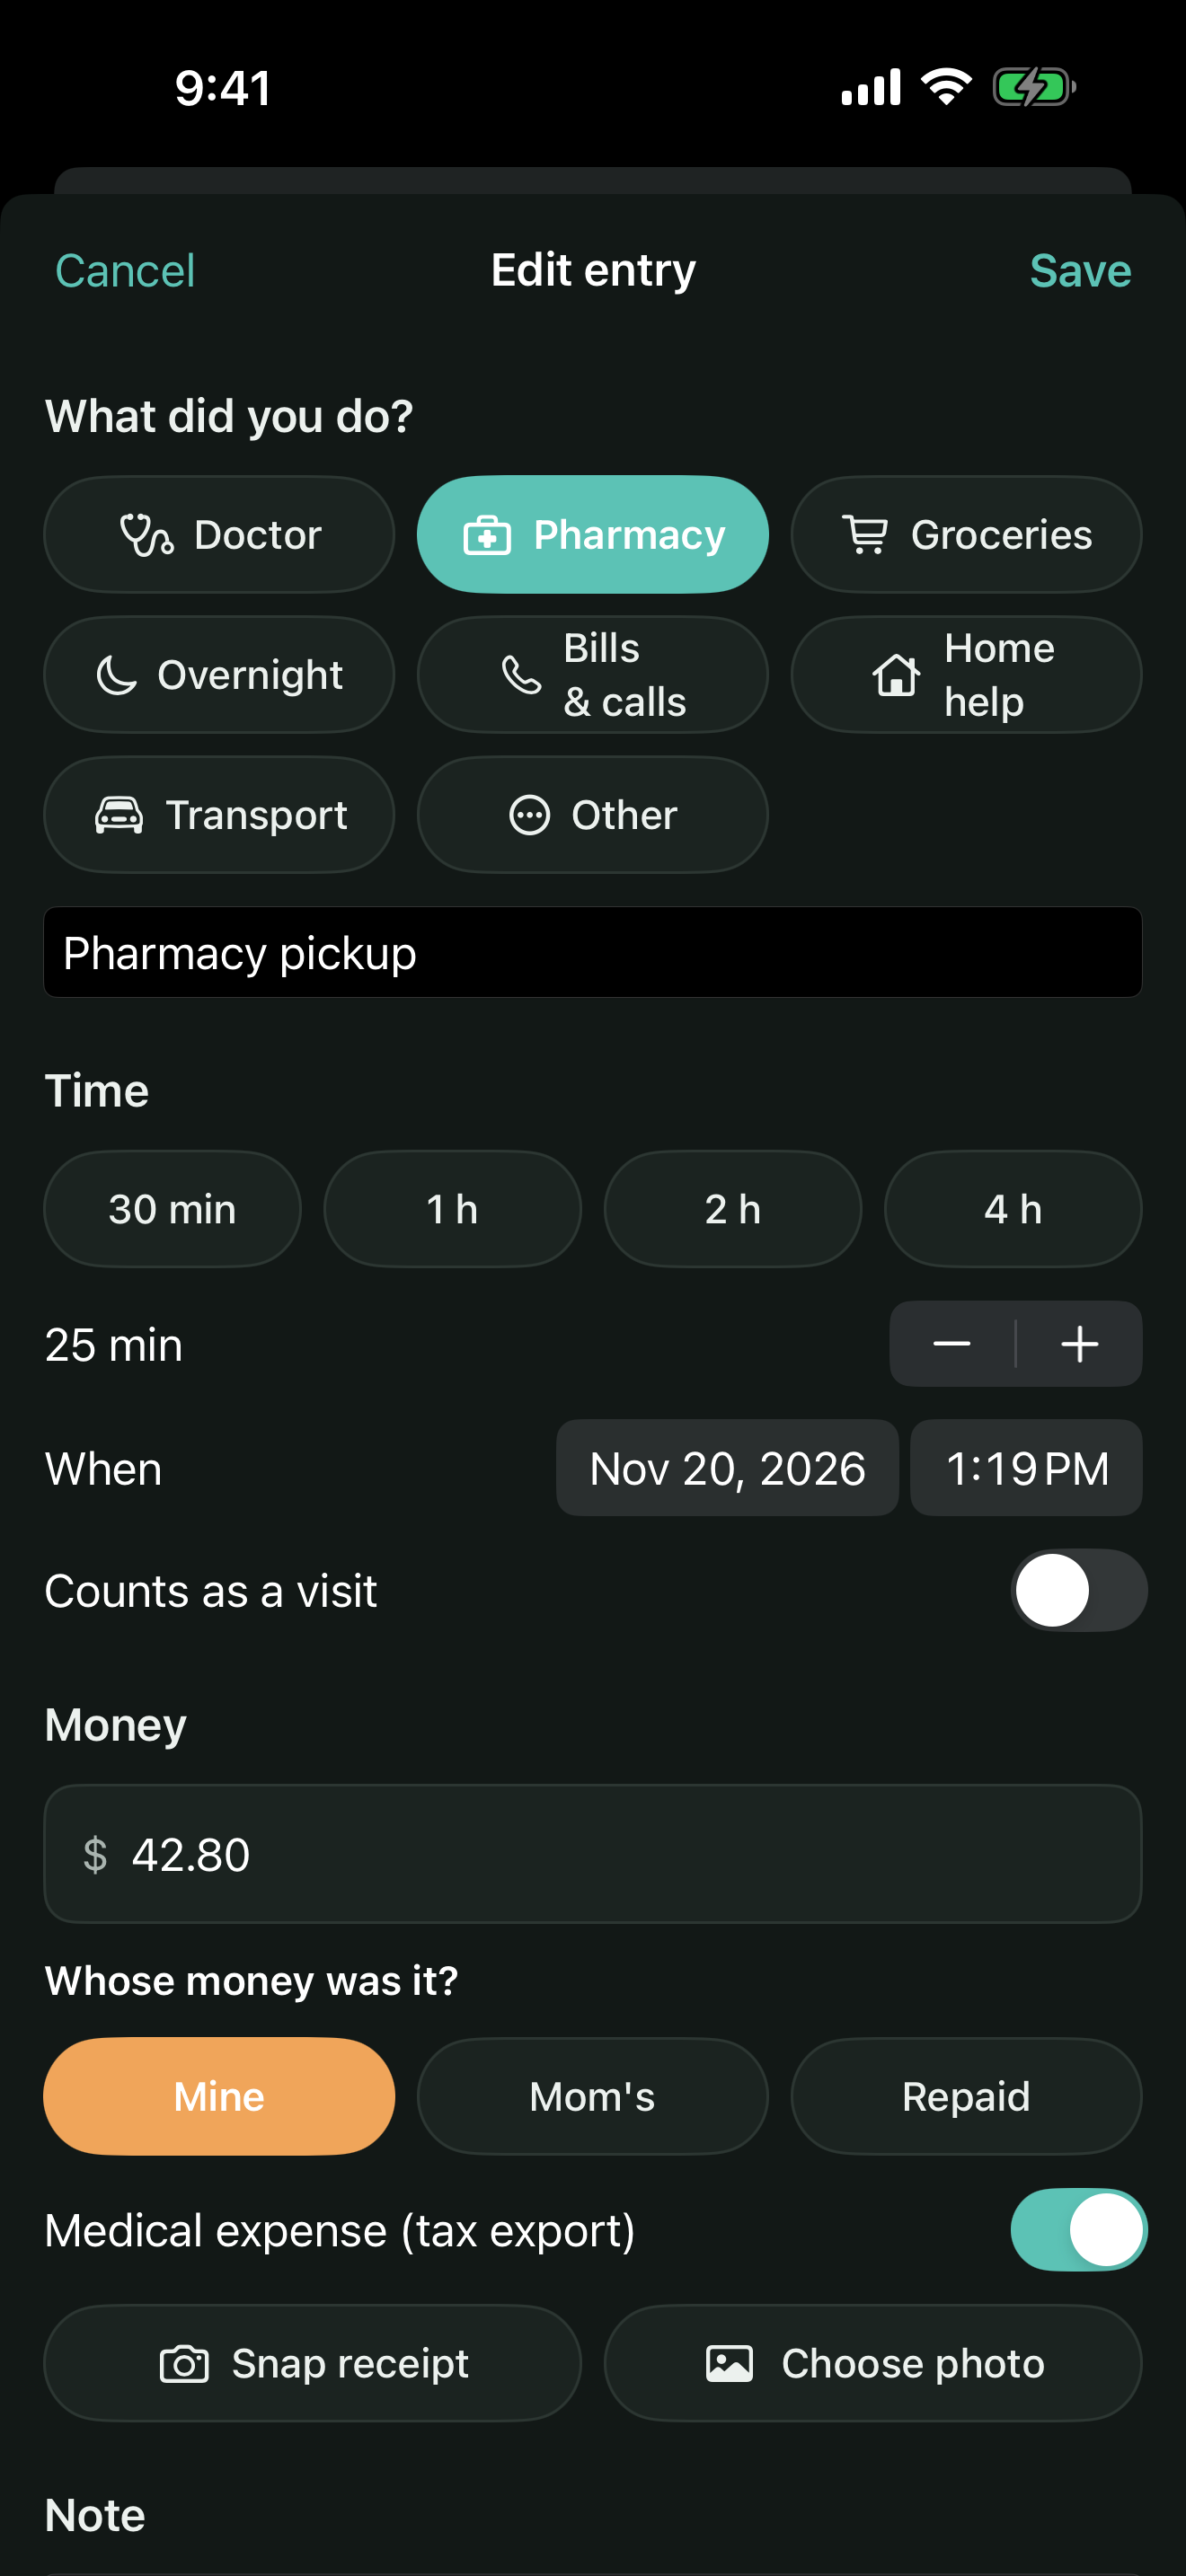 9:41
Cancel
Edit entry
Save
What did you do?
Doctor
Pharmacy
Groceries
Overnight
Bills
& calls
Home
help
Transport
Other
Pharmacy pickup
Time
30 min
1 h
2 h
4 h
25 min
When
Nov 20, 2026
1:19 PM
Counts as a visit
Money
$ 42.80
Whose money was it?
Mine
Mom's
Repaid
Medical expense (tax export)
Snap receipt
Choose photo
Note